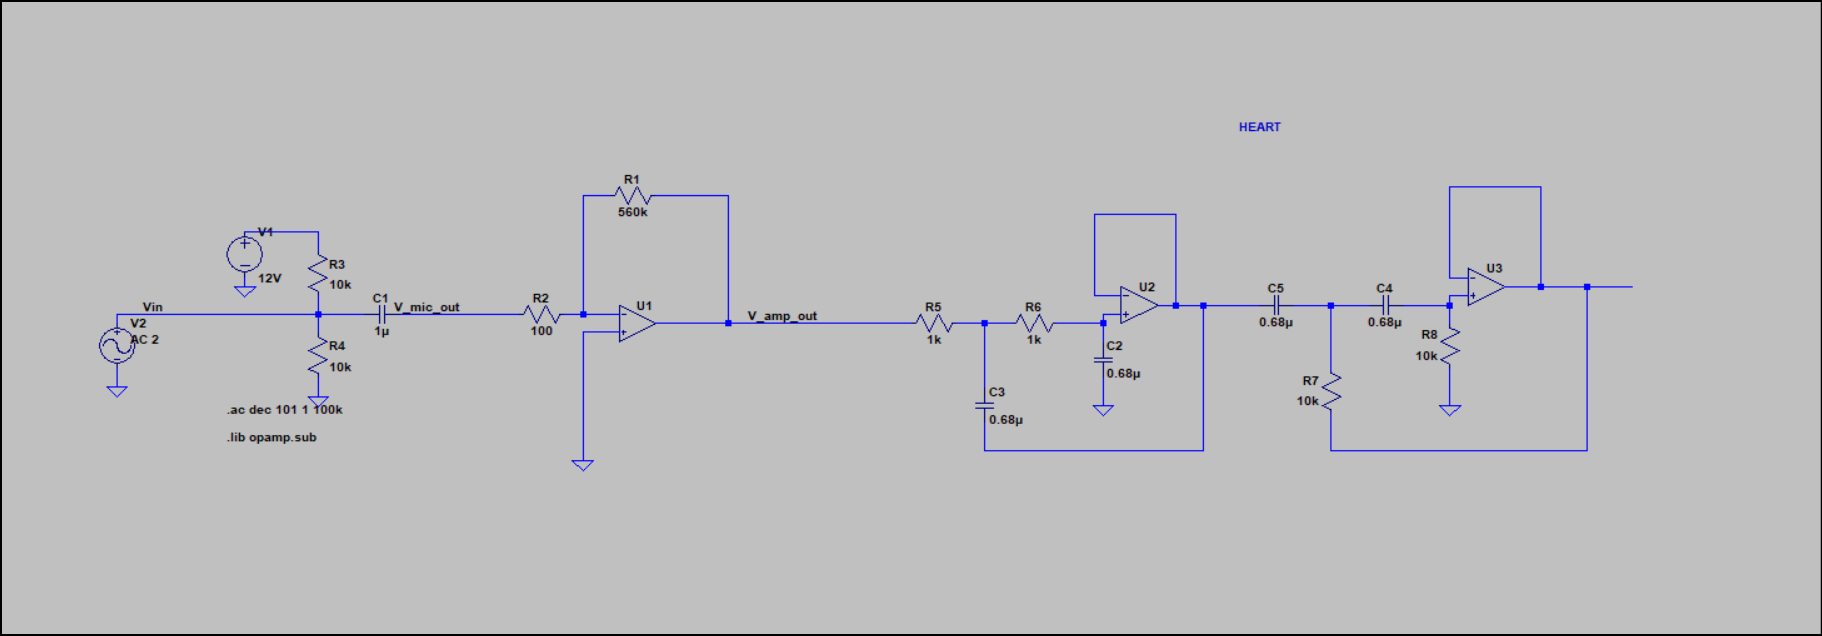 HEART
R1
560k
V1
12V
R3
10k
Vin
V2
AC 2
C1
1µ
V_mic_out
R2
100
U1
V_amp_out
R4
10k
.ac dec 101 1 100k
.lib opamp.sub
R5
1k
R6
1k
U2
C2
0.68µ
C3
0.68µ
C5
0.68µ
C4
0.68µ
U3
R8
10k
R7
10k